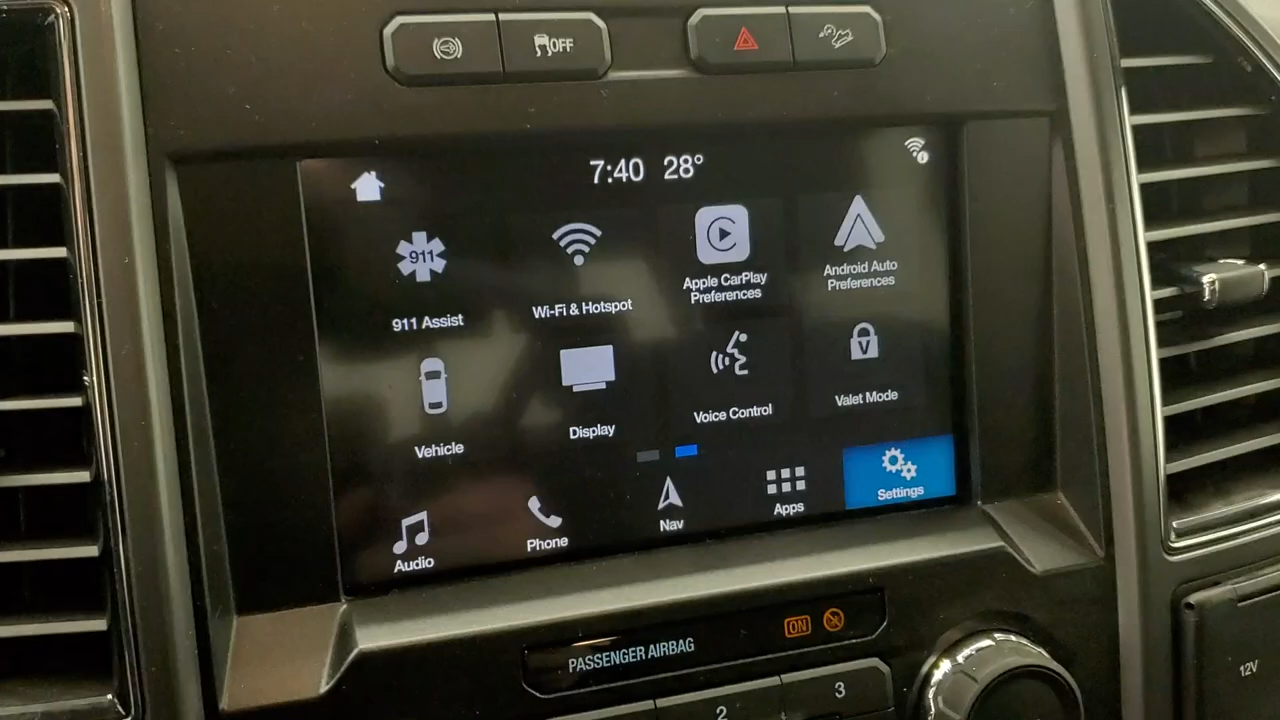 OFF
7:40 28°
911
911 Assist
Wi-Fi & Hotspot
Apple CarPlay
Preferences
Android Auto
Preferences
Vehicle
Display
Voice Control
V
Valet Mode
Audio
Phone
Nav
Apps
Settings
PASSENGER AIRBAG
ON
2
3
12V